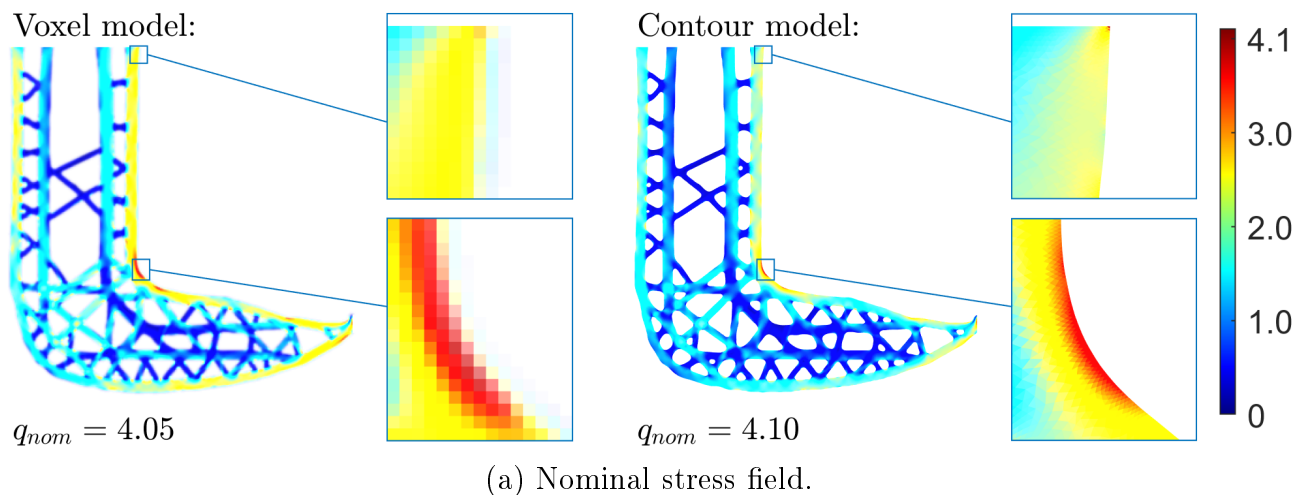 Voxel model:
Contour model:
4.1
3.0
2.0
1.0
0
q_nom = 4.05
q_nom = 4.10
(a) Nominal stress field.